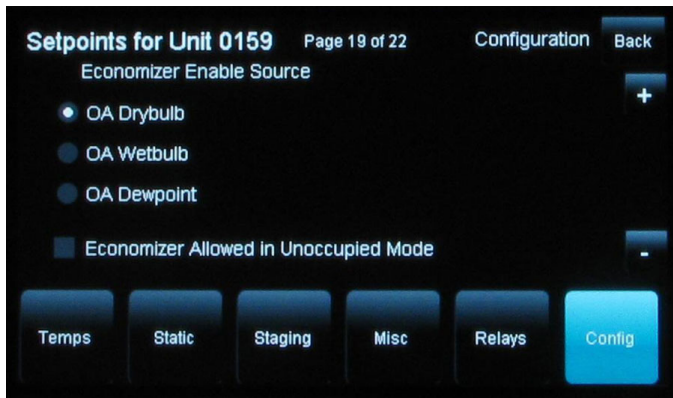 Setpoints for Unit 0159 Page 19 of 22 Configuration Back
Economizer Enable Source
+
OA Drybulb
OA Wetbulb
OA Dewpoint
Economizer Allowed in Unoccupied Mode
-
Temps Static Staging Misc Relays Config